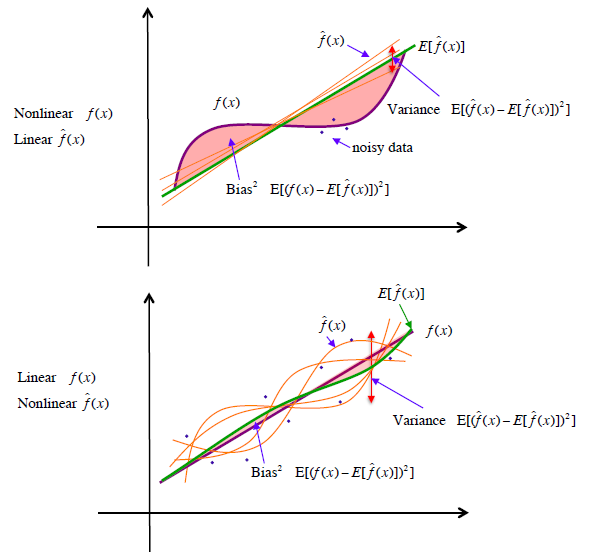 f̂(x)
E[f̂(x)]
f(x)
Nonlinear f(x)
Linear f̂(x)
Variance E[(f̂(x) − E[f̂(x)])²]
noisy data
Bias² E[(f(x) − E[f̂(x)])²]
E[f̂(x)]
f̂(x)
f(x)
Linear f(x)
Nonlinear f̂(x)
Variance E[(f̂(x) − E[f̂(x)])²]
Bias² E[(f(x) − E[f̂(x)])²]